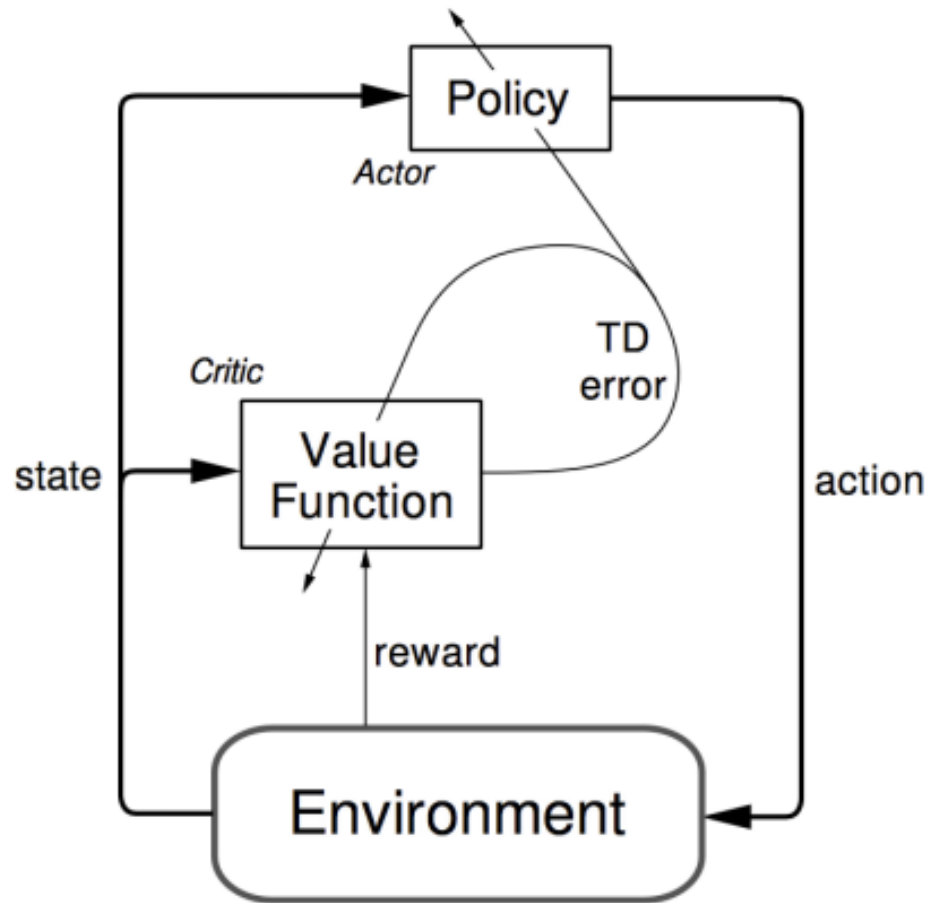 Policy
Actor
TD
error
Critic
Value
Function
state
action
reward
Environment